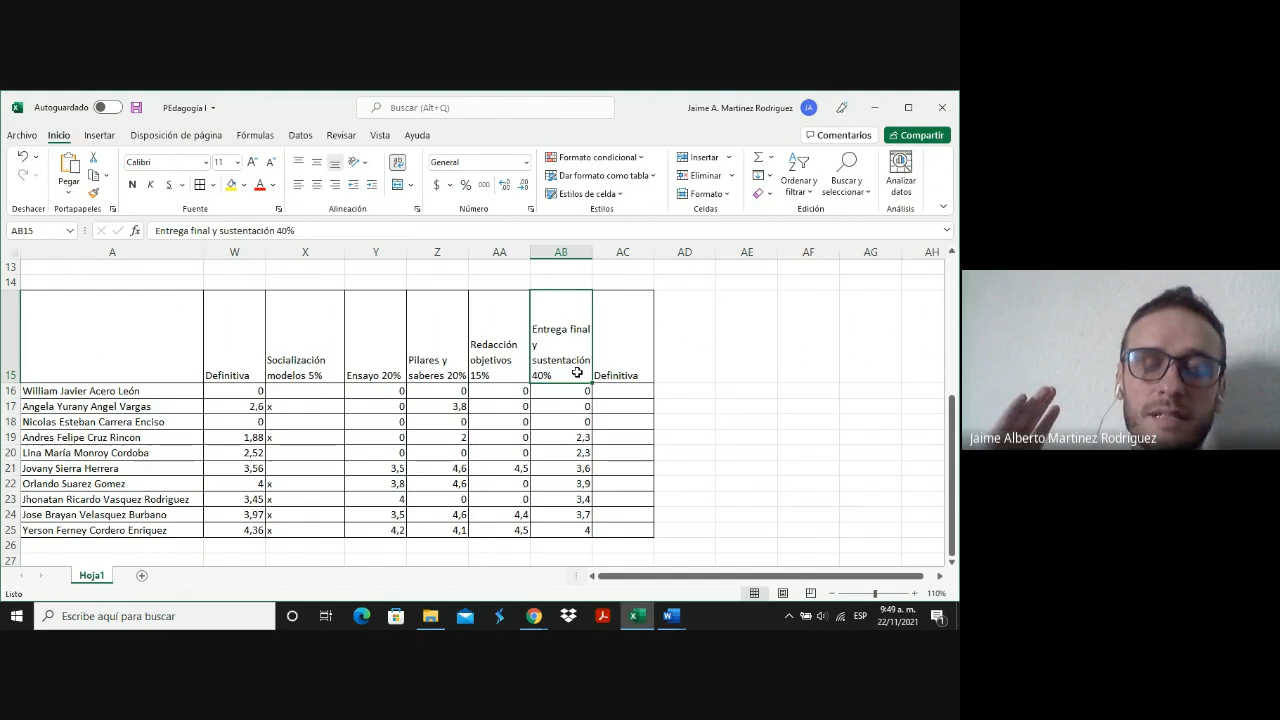 Autoguardado PEdagogía I Buscar (Alt+Q) Jaime A. Martinez Rodriguez JA
Archivo Inicio Insertar Disposición de página Fórmulas Datos Revisar Vista Ayuda Comentarios Compartir
Pegar Calibri 11 General Formato condicional Insertar Ordenar y filtrar Buscar y seleccionar Analizar datos
N K S $ % 000 Dar formato como tabla Eliminar
Estilos de celda Formato
Deshacer Portapapeles Fuente Alineación Número Estilos Celdas Edición Análisis
AB15 fx Entrega final y sustentación 40%
A W X Y Z AA AB AC AD AE AF AG AH
13
14
15 Definitiva Socialización modelos 5% Ensayo 20% Pilares y saberes 20% Redacción objetivos 15% Entrega final y sustentación 40% Definitiva
16 William Javier Acero León 0 0 0 0 0
17 Angela Yurany Angel Vargas 2,6 x 0 3,8 0 0
18 Nicolas Esteban Carrera Enciso 0 0 0 0 0
19 Andres Felipe Cruz Rincon 1,88 x 0 2 0 2,3
20 Lina María Monroy Cordoba 2,52 0 0 0 2,3
21 Jovany Sierra Herrera 3,56 3,5 4,6 4,5 3,6
22 Orlando Suarez Gomez 4 x 3,8 4,6 0 3,9
23 Jhonatan Ricardo Vasquez Rodriguez 3,45 x 4 0 0 3,4
24 Jose Brayan Velasquez Burbano 3,97 x 3,5 4,6 4,4 3,7
25 Yerson Ferney Cordero Enriquez 4,36 x 4,2 4,1 4,5 4
26
27
Hoja1
Listo 110%
Escribe aquí para buscar ESP 9:49 a. m.
22/11/2021
Jaime Alberto Martinez Rodriguez